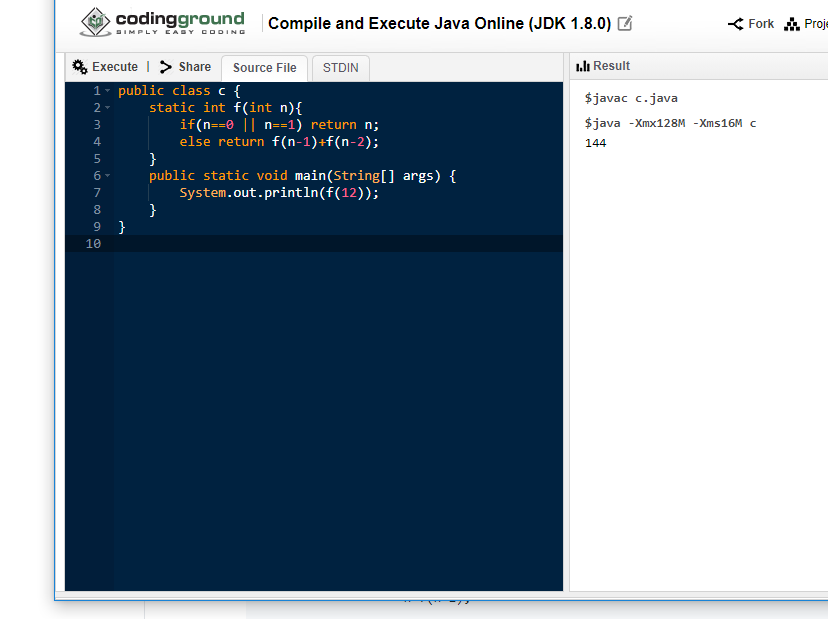 codingground
SIMPLY EASY CODING
Compile and Execute Java Online (JDK 1.8.0)
Fork
Proje
Execute | Share
Source File
STDIN
Result
1 public class c {
2 static int f(int n){
3 if(n==0 || n==1) return n;
4 else return f(n-1)+f(n-2);
5 }
6 public static void main(String[] args) {
7 System.out.println(f(12));
8 }
9 }
10
$javac c.java
$java -Xmx128M -Xms16M c
144